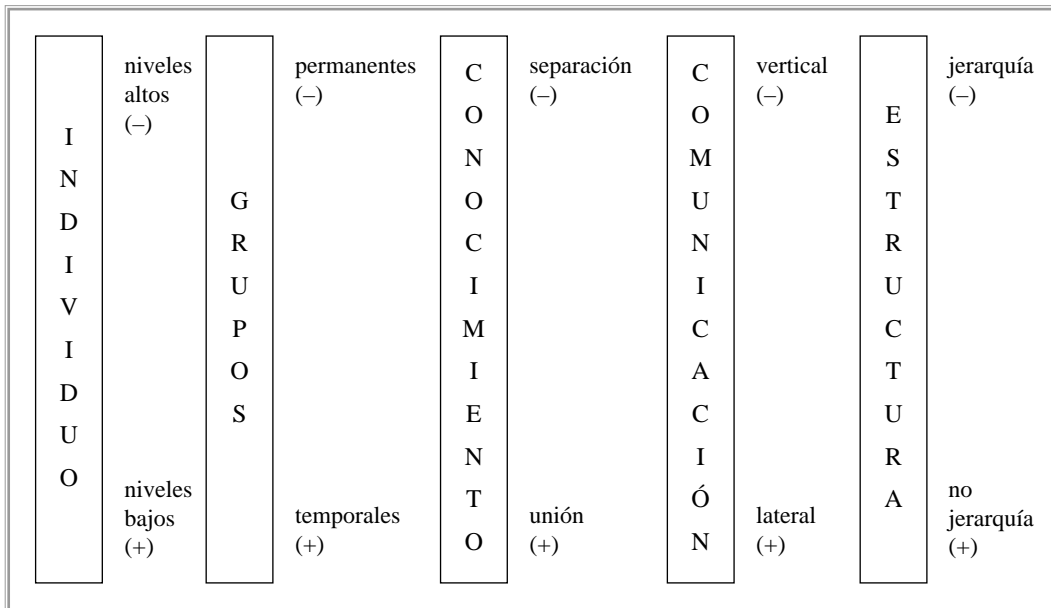 INDIVIDUO
niveles
altos
(–)
niveles
bajos
(+)
GRUPOS
permanentes
(–)
temporales
(+)
CONOCIMIENTO
separación
(–)
unión
(+)
COMUNICACIÓN
vertical
(–)
lateral
(+)
ESTRUCTURA
jerarquía
(–)
no
jerarquía
(+)